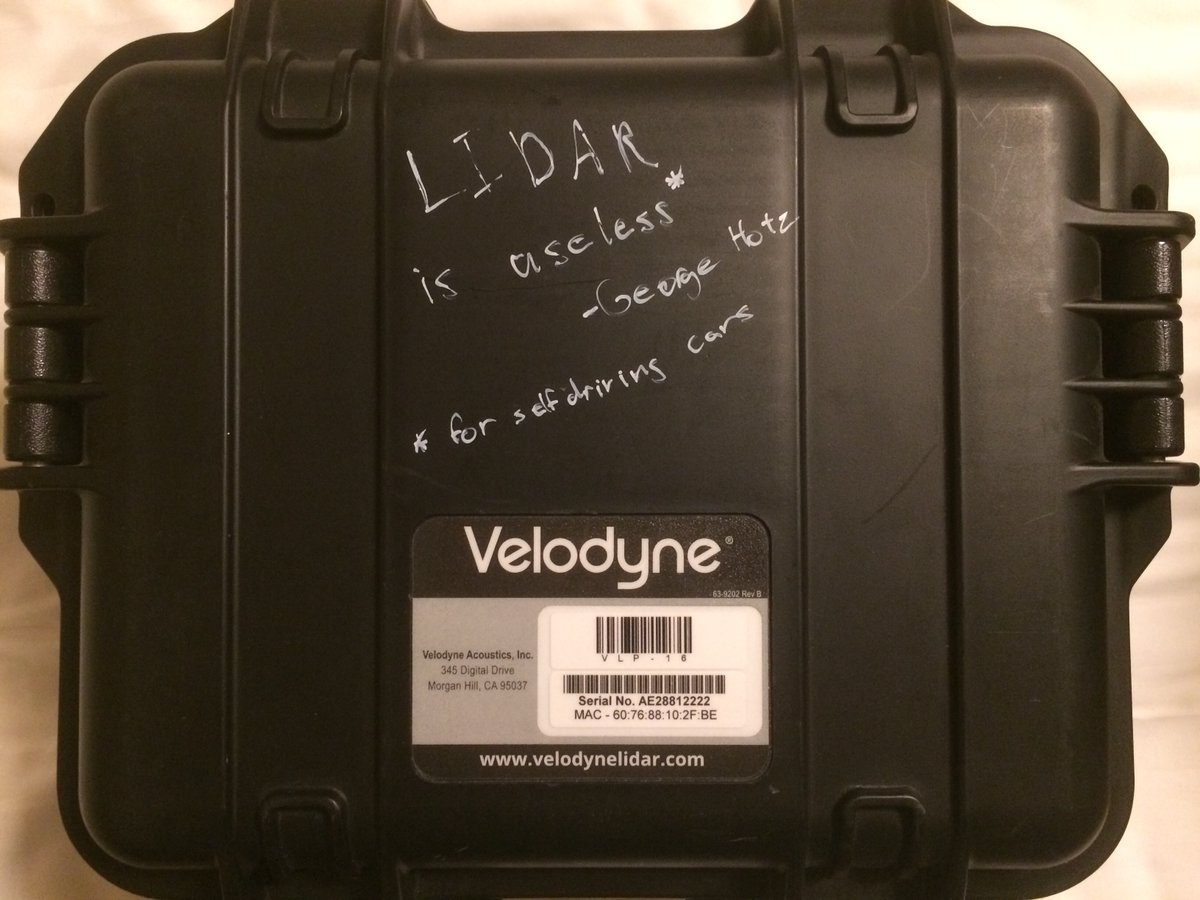 LIDAR
is useless*
-George Hotz
* for self driving cars
Velodyne®
63-9202 Rev B
Velodyne Acoustics, Inc.
345 Digital Drive
Morgan Hill, CA 95037
VLP-16
Serial No. AE28812222
MAC - 60:76:88:10:2F:BE
www.velodynelidar.com